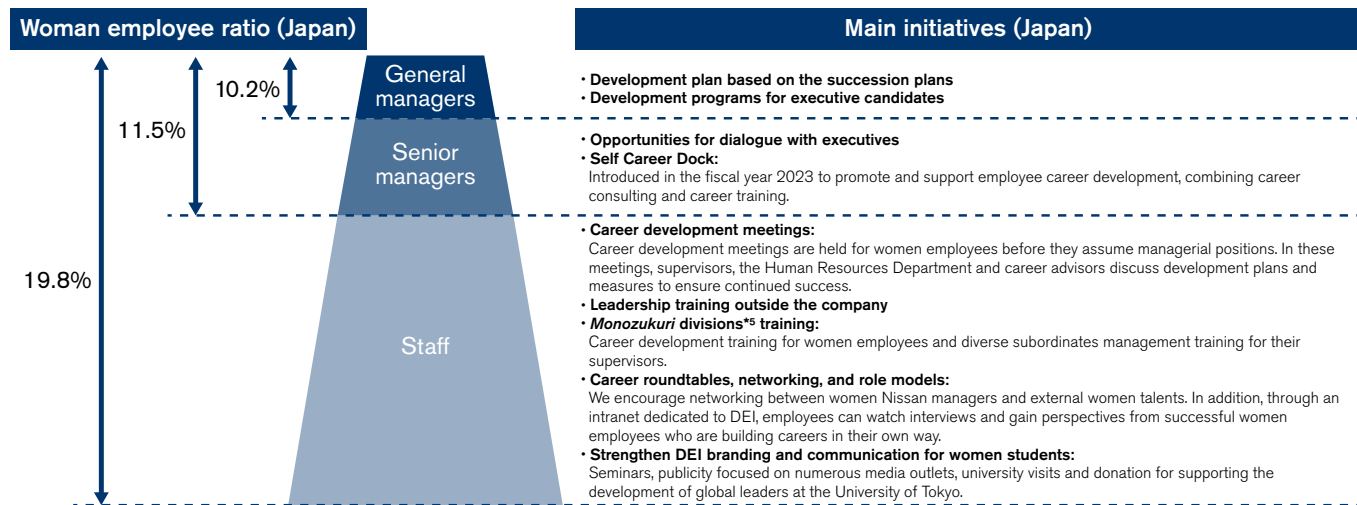 Woman employee ratio (Japan)
Main initiatives (Japan)
10.2%
11.5%
19.8%
General
managers
Senior
managers
Staff
・Development plan based on the succession plans
・Development programs for executive candidates
・Opportunities for dialogue with executives
・Self Career Dock:
Introduced in the fiscal year 2023 to promote and support employee career development, combining career
consulting and career training.
・Career development meetings:
Career development meetings are held for women employees before they assume managerial positions. In these
meetings, supervisors, the Human Resources Department and career advisors discuss development plans and
measures to ensure continued success.
・Leadership training outside the company
・Monozukuri divisions*5 training:
Career development training for women employees and diverse subordinates management training for their
supervisors.
・Career roundtables, networking, and role models:
We encourage networking between women Nissan managers and external women talents. In addition, through an
intranet dedicated to DEI, employees can watch interviews and gain perspectives from successful women
employees who are building careers in their own way.
・Strengthen DEI branding and communication for women students:
Seminars, publicity focused on numerous media outlets, university visits and donation for supporting the
development of global leaders at the University of Tokyo.